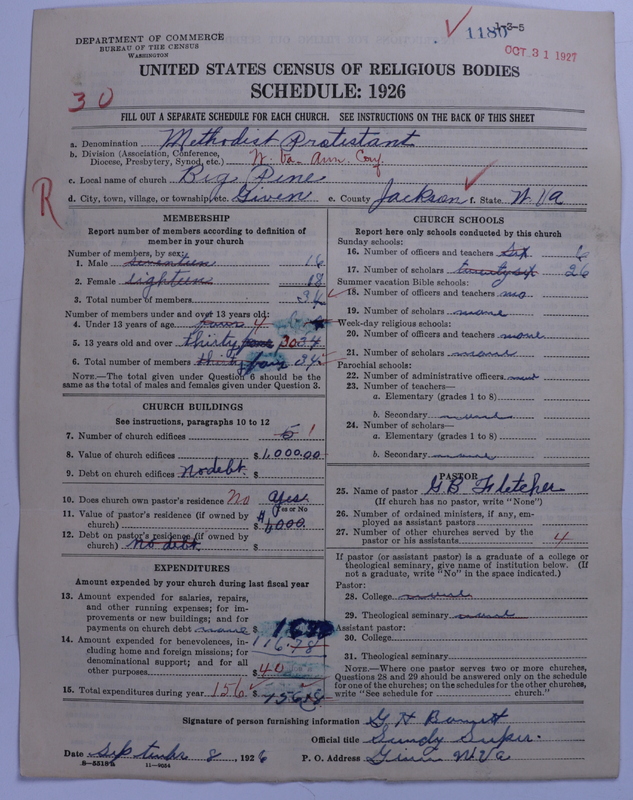 DEPARTMENT OF COMMERCE
BUREAU OF THE CENSUS
WASHINGTON
1-3-5
1180
OCT 31 1927
UNITED STATES CENSUS OF RELIGIOUS BODIES
SCHEDULE: 1926
30
FILL OUT A SEPARATE SCHEDULE FOR EACH CHURCH. SEE INSTRUCTIONS ON THE BACK OF THIS SHEET
a. Denomination Methodist Protestant
b. Division (Association, Conference, Diocese, Presbytery, Synod, etc.) W. Va. Ann. Conf.
c. Local name of church Big Pine
R
d. City, town, village, or township, etc. Given e. County Jackson f. State W. Va
MEMBERSHIP
Report number of members according to definition of
member in your church
Number of members, by sex:
1. Male seventeen 16
2. Female eighteen 18
3. Total number of members 34
Number of members under and over 13 years old:
4. Under 13 years of age four 4
5. 13 years old and over thirty four 30 34
6. Total number of members thirty four 34
NOTE.—The total given under Question 6 should be the
same as the total of males and females given under Question 3.
CHURCH BUILDINGS
See instructions, paragraphs 10 to 12
7. Number of church edifices 1
8. Value of church edifices $ 1,000.00
9. Debt on church edifices No debt. $
10. Does church own pastor's residence No yes.
Yes or No
11. Value of pastor's residence (if owned by
church) $
12. Debt on pastor's residence (if owned by
church) No debt. $
EXPENDITURES
Amount expended by your church during last fiscal year
13. Amount expended for salaries, repairs,
and other running expenses; for im-
provements or new buildings; and for
payments on church debt $
14. Amount expended for benevolences, in-
cluding home and foreign missions; for
denominational support; and for all
other purposes $ 40
116.78
15. Total expenditures during year 156 $ 156.78
CHURCH SCHOOLS
Report here only schools conducted by this church
Sunday schools:
16. Number of officers and teachers six 6
17. Number of scholars twenty six 26
Summer vacation Bible schools:
18. Number of officers and teachers no
19. Number of scholars none
Week-day religious schools:
20. Number of officers and teachers none
21. Number of scholars none
Parochial schools:
22. Number of administrative officers
23. Number of teachers—
a. Elementary (grades 1 to 8)
b. Secondary
24. Number of scholars—
a. Elementary (grades 1 to 8)
b. Secondary
PASTOR
25. Name of pastor G B Fletcher
(If church has no pastor, write "None")
26. Number of ordained ministers, if any, em-
ployed as assistant pastors
27. Number of other churches served by the
pastor or his assistants 4
If pastor (or assistant pastor) is a graduate of a college or
theological seminary, give name of institution below. (If
not a graduate, write "No" in the space indicated.)
Pastor:
28. College
29. Theological seminary
Assistant pastor:
30. College
31. Theological seminary
NOTE.—Where one pastor serves two or more churches,
Questions 28 and 29 should be answered only on the schedule
for one of the churches; on the schedules for the other churches,
write "See schedule for church."
Signature of person furnishing information G H
Official title Sundy Super.
Date September 8, 1926 P. O. Address Given W. Va
8-5518 a 11-9034